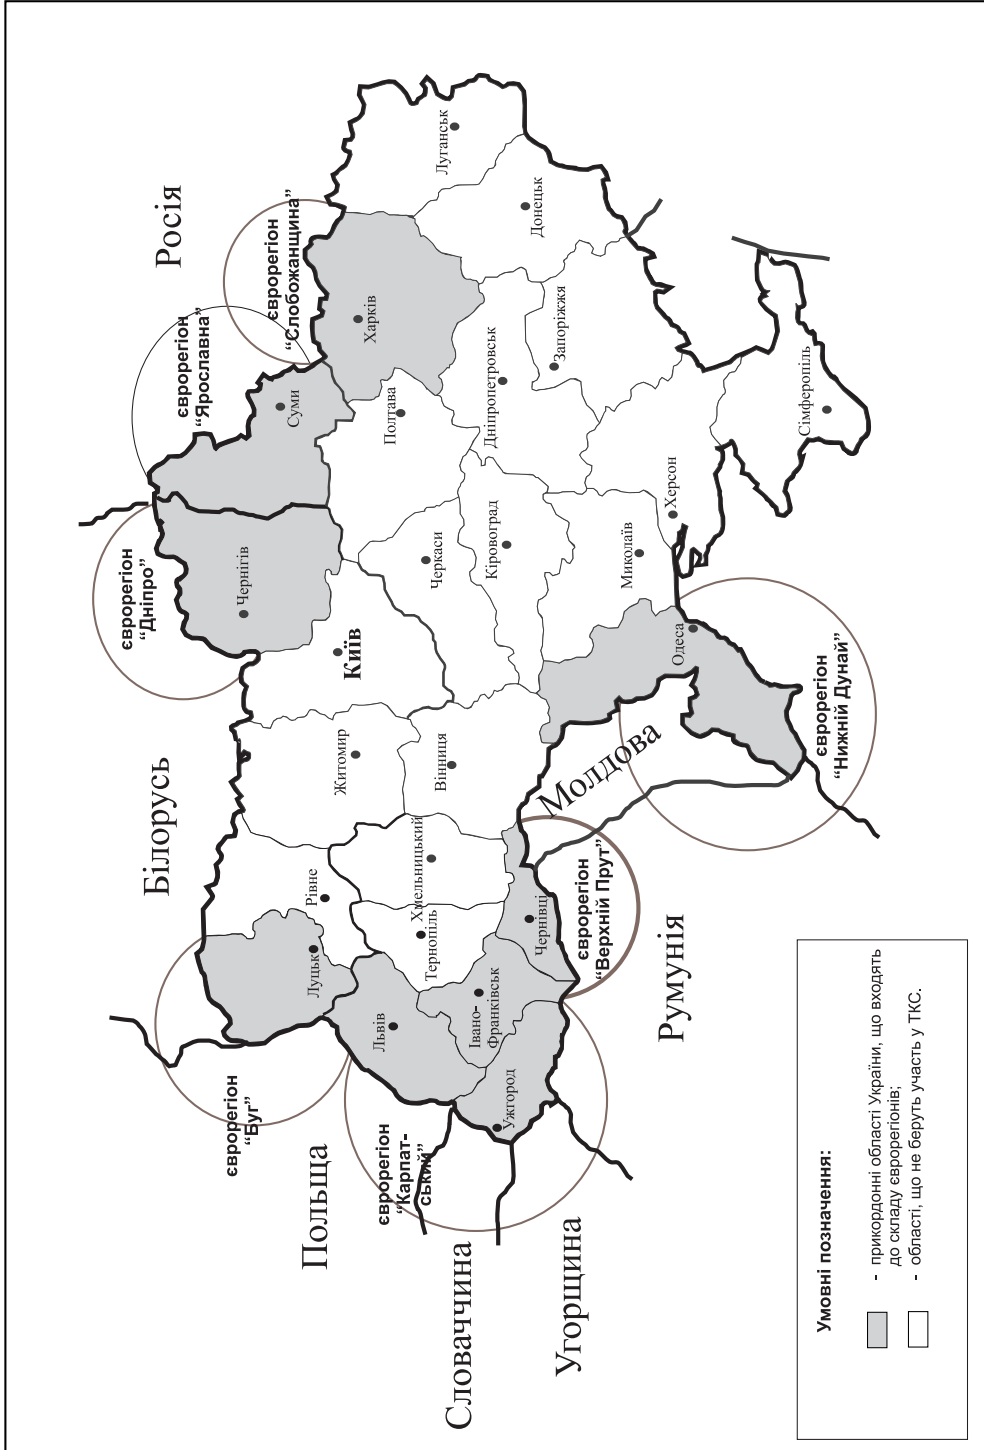 Росія
Білорусь
Польща
Словаччина
Угорщина
Румунія
Молдова
єврорегіон
“Буг”
єврорегіон
“Карпат-
ський”
єврорегіон
“Верхній Прут”
єврорегіон
“Нижній Дунай”
єврорегіон
“Дніпро”
єврорегіон
“Ярославна”
єврорегіон
“Слобожанщина”
Луцьк
Рівне
Житомир
Київ
Чернігів
Суми
Харків
Луганськ
Львів
Тернопіль
Хмельницький
Вінниця
Черкаси
Полтава
Ужгород
Івано-
Франківськ
Чернівці
Кіровоград
Дніпропетровськ
Донецьк
Запоріжжя
Одеса
Миколаїв
Херсон
Сімферополь
Умовні позначення:
- прикордонні області України, що входять
до складу єврорегіонів;
- області, що не беруть участь у ТКС.